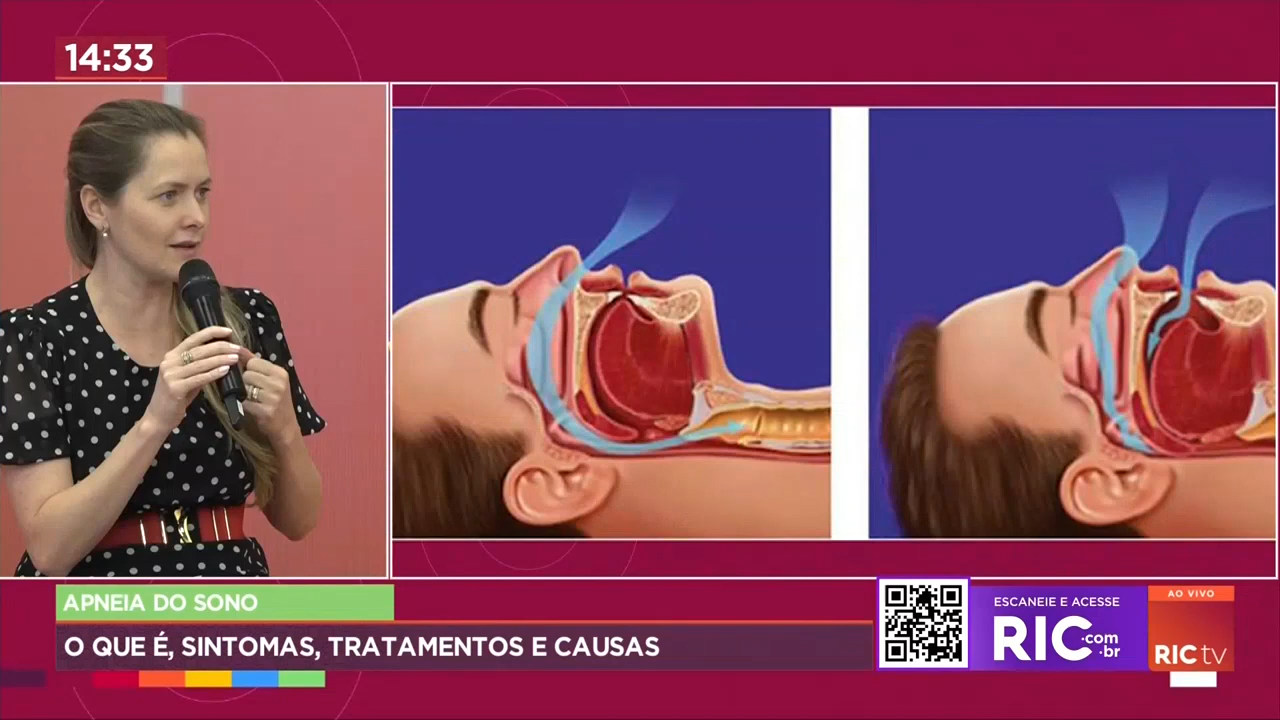 14:33
APNEIA DO SONO
O QUE É, SINTOMAS, TRATAMENTOS E CAUSAS
ESCANEIE E ACESSE
RIC.com.br
AO VIVO
RICtv